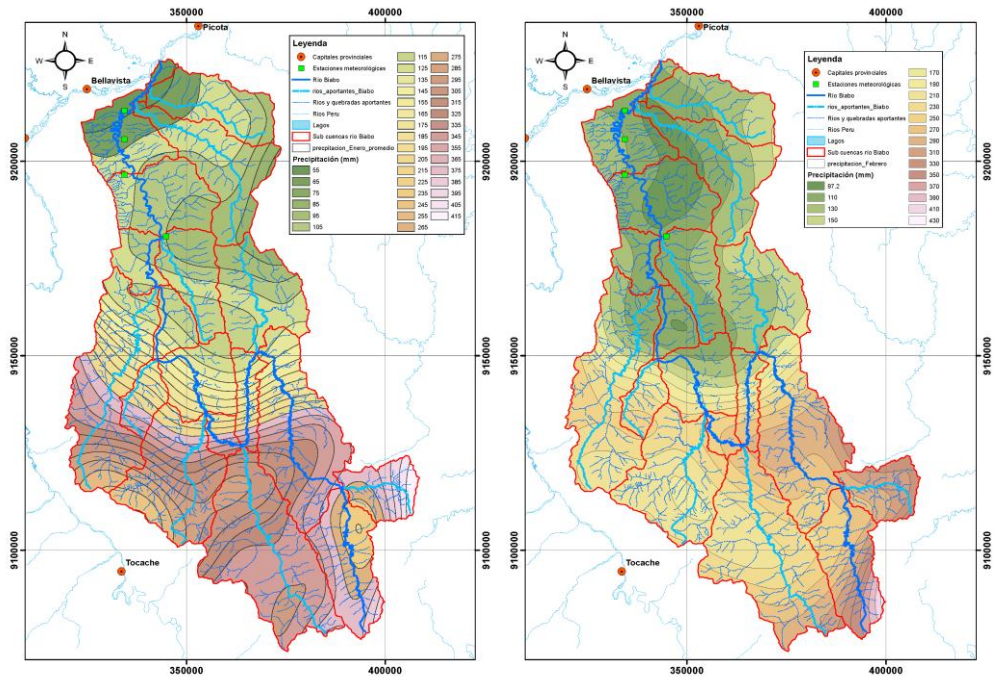 350000
400000
Picota
Bellavista
N
W
E
S
Leyenda
Capitales provinciales
Estaciones meteorológicas
Río Biabo
rios_aportantes_Biabo
Ríos y quebradas aportantes
Ríos Peru
Lagos
Sub cuencas río Biabo
precipitacion_Enero_promedio
Precipitación (mm)
55
65
75
85
95
105
115
125
135
145
155
165
175
185
195
205
215
225
235
245
255
265
275
285
295
305
315
325
335
345
355
365
375
385
395
405
415
9200000
9150000
9100000
9200000
9150000
9100000
Tocache
350000
400000
350000
400000
Picota
Bellavista
N
W
E
S
Leyenda
Capitales provinciales
Estaciones meteorológicas
Río Biabo
rios_aportantes_Biabo
Ríos y quebradas aportantes
Ríos Peru
Lagos
Sub cuencas río Biabo
precipitacion_Febrero
Precipitación (mm)
97.2
110
130
150
170
190
210
230
250
270
290
310
330
350
370
390
410
430
9200000
9150000
9100000
9200000
9150000
9100000
Tocache
350000
400000